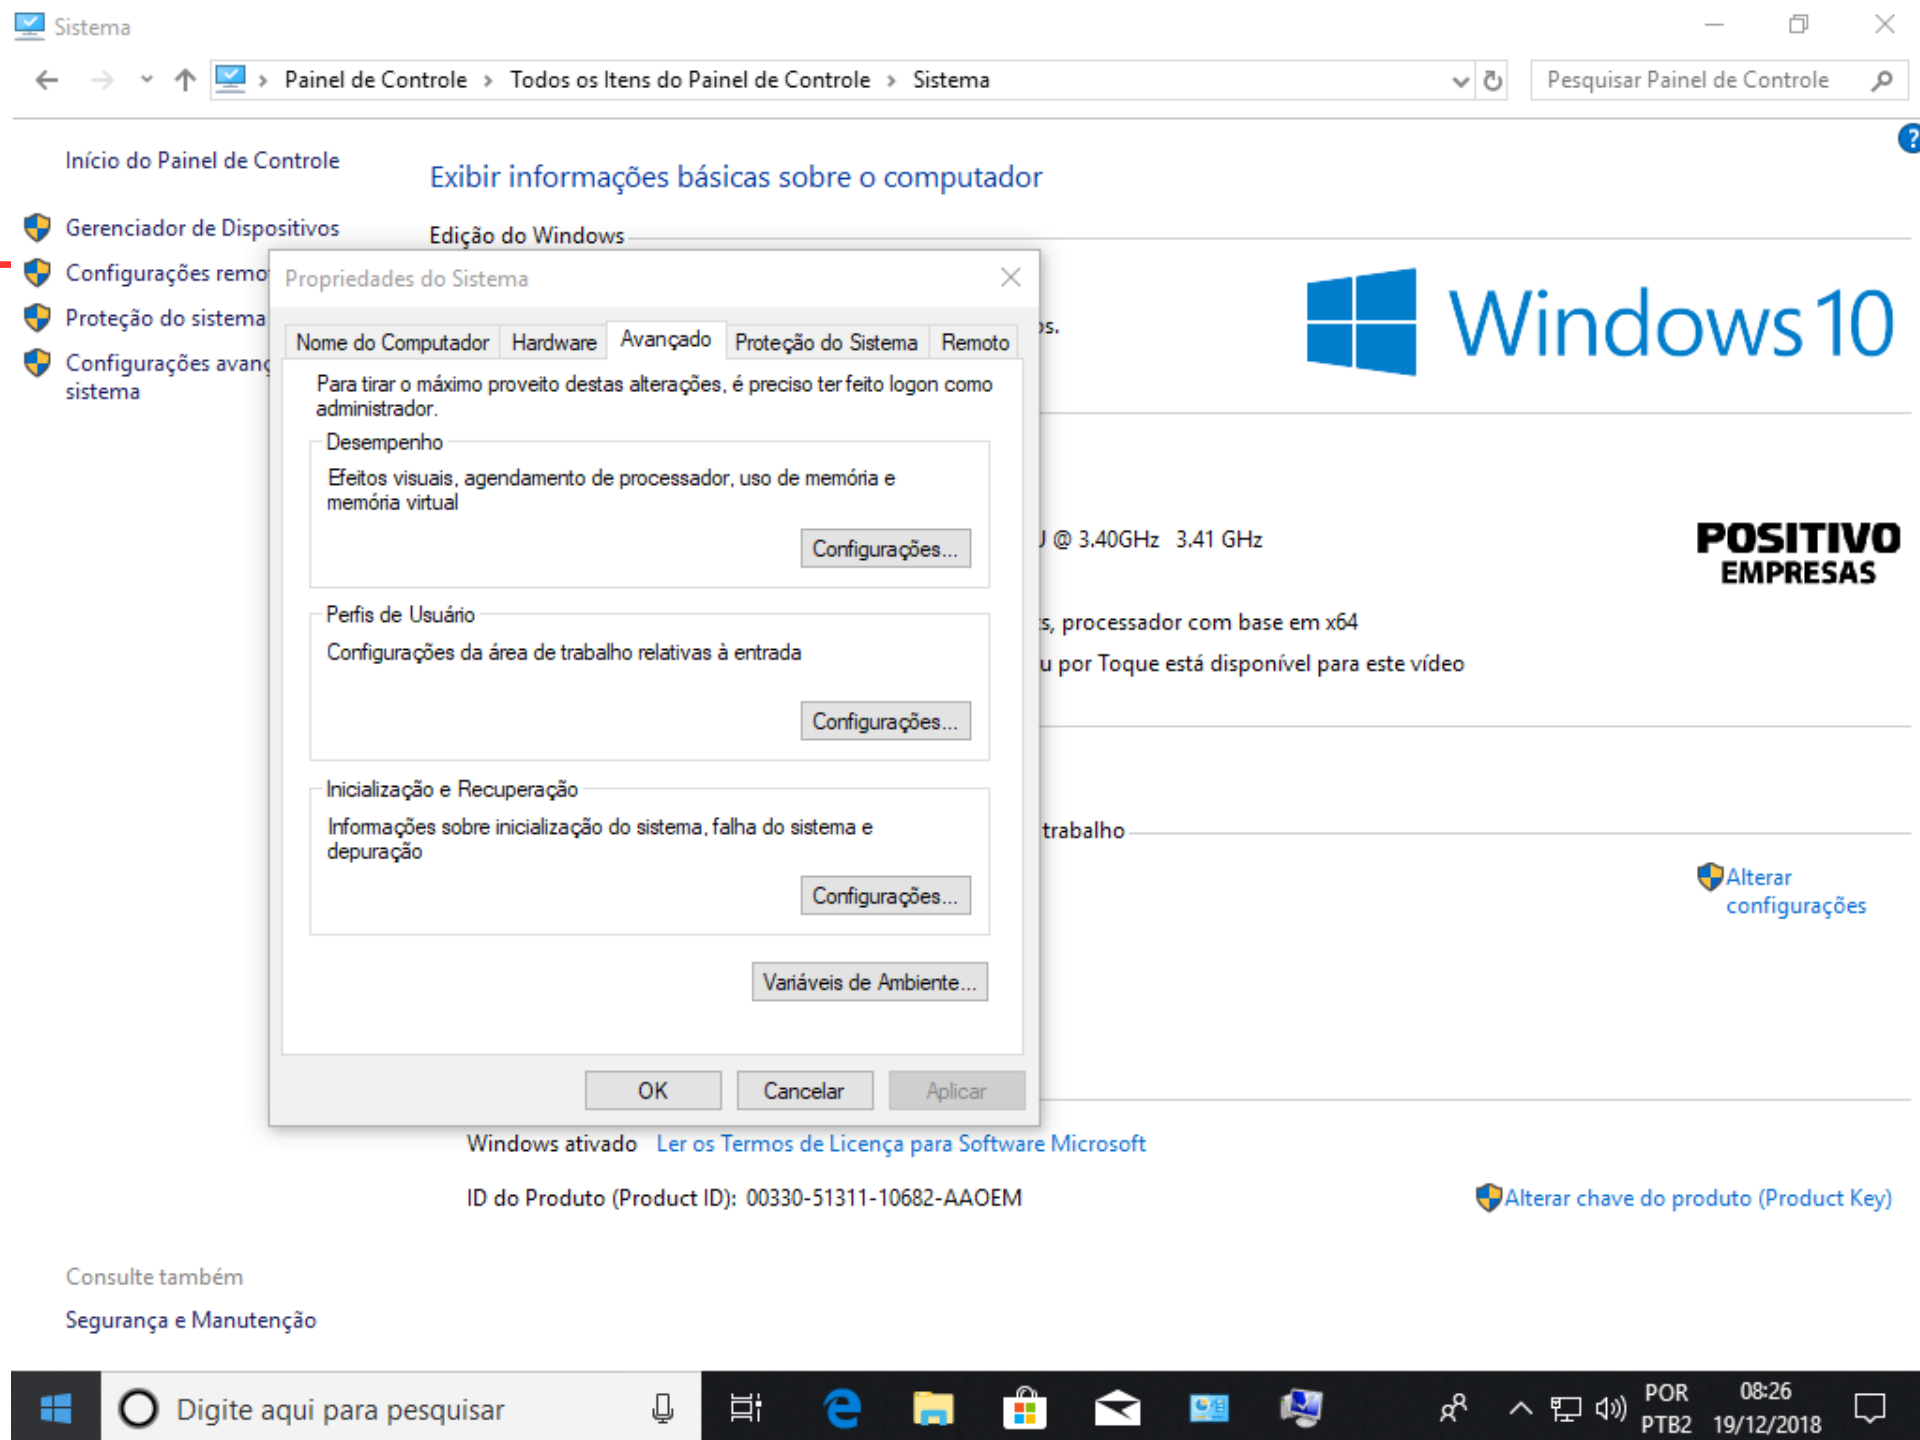 Sistema
Painel de Controle > Todos os Itens do Painel de Controle > Sistema
Pesquisar Painel de Controle
Início do Painel de Controle
Gerenciador de Dispositivos
Configurações remo
Proteção do sistema
Configurações avanç
sistema
Exibir informações básicas sobre o computador
Edição do Windows
os.
Windows 10
J @ 3.40GHz 3.41 GHz
POSITIVO
EMPRESAS
s, processador com base em x64
u por Toque está disponível para este vídeo
trabalho
Alterar
configurações
Propriedades do Sistema
Nome do Computador
Hardware
Avançado
Proteção do Sistema
Remoto
Para tirar o máximo proveito destas alterações, é preciso ter feito logon como
administrador.
Desempenho
Efeitos visuais, agendamento de processador, uso de memória e
memória virtual
Configurações...
Perfis de Usuário
Configurações da área de trabalho relativas à entrada
Configurações...
Inicialização e Recuperação
Informações sobre inicialização do sistema, falha do sistema e
depuração
Configurações...
Variáveis de Ambiente...
OK
Cancelar
Aplicar
Windows ativado Ler os Termos de Licença para Software Microsoft
ID do Produto (Product ID): 00330-51311-10682-AAOEM
Alterar chave do produto (Product Key)
Consulte também
Segurança e Manutenção
Digite aqui para pesquisar
POR
PTB2
08:26
19/12/2018